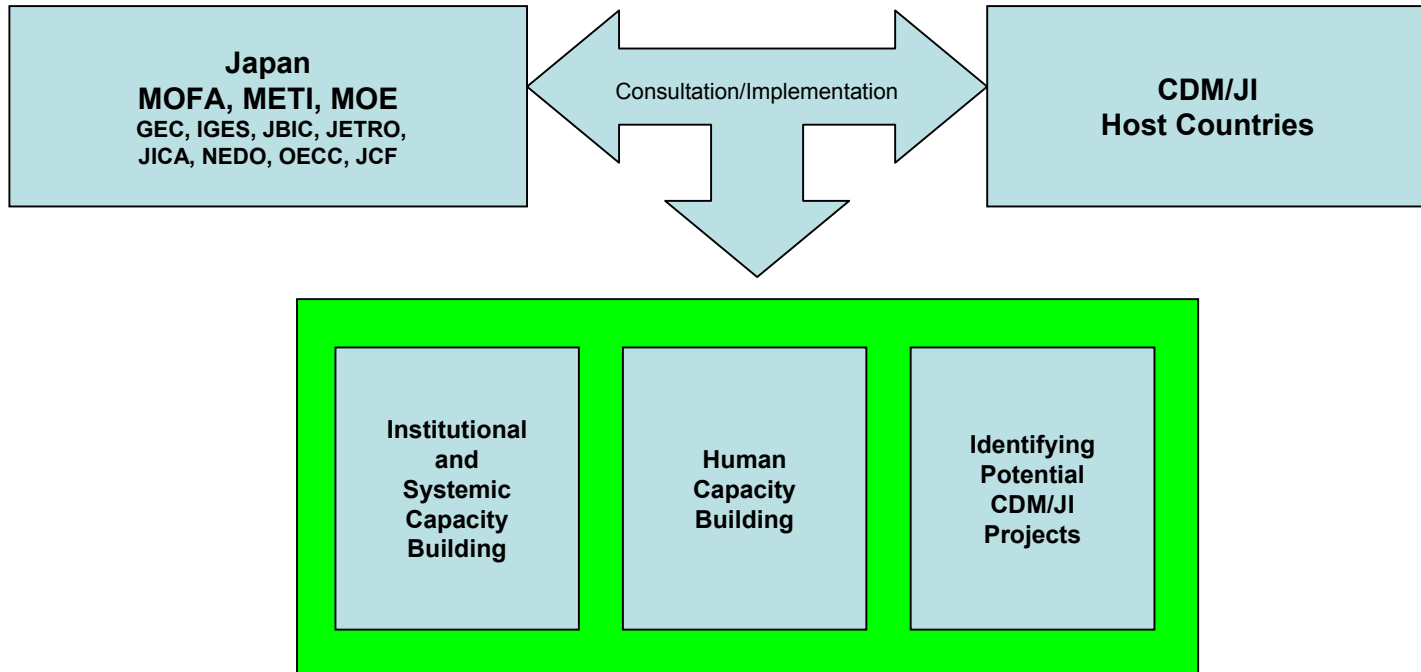 Japan
MOFA, METI, MOE
GEC, IGES, JBIC, JETRO,
JICA, NEDO, OECC, JCF
Consultation/Implementation
CDM/JI
Host Countries
Institutional
and
Systemic
Capacity
Building
Human
Capacity
Building
Identifying
Potential
CDM/JI
Projects